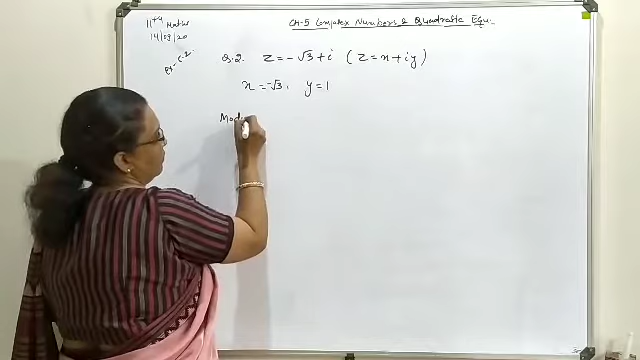 11th Maths
14/09/20
Ex-5.2.
CH-5 Complex Numbers & Quadratic Equ.
Q.2. z = -√3 + i (z = x + iy)
x = -√3, y = 1
Mod